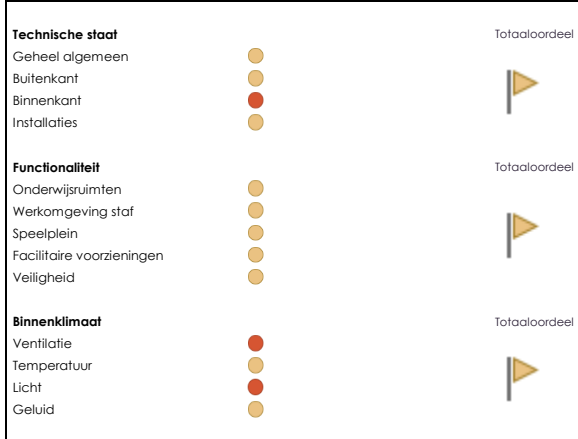 Technische staat Totaaloordeel
Geheel algemeen
Buitenkant
Binnenkant
Installaties
Functionaliteit Totaaloordeel
Onderwijsruimten
Werkomgeving staf
Speelplein
Facilitaire voorzieningen
Veiligheid
Binnenklimaat Totaaloordeel
Ventilatie
Temperatuur
Licht
Geluid